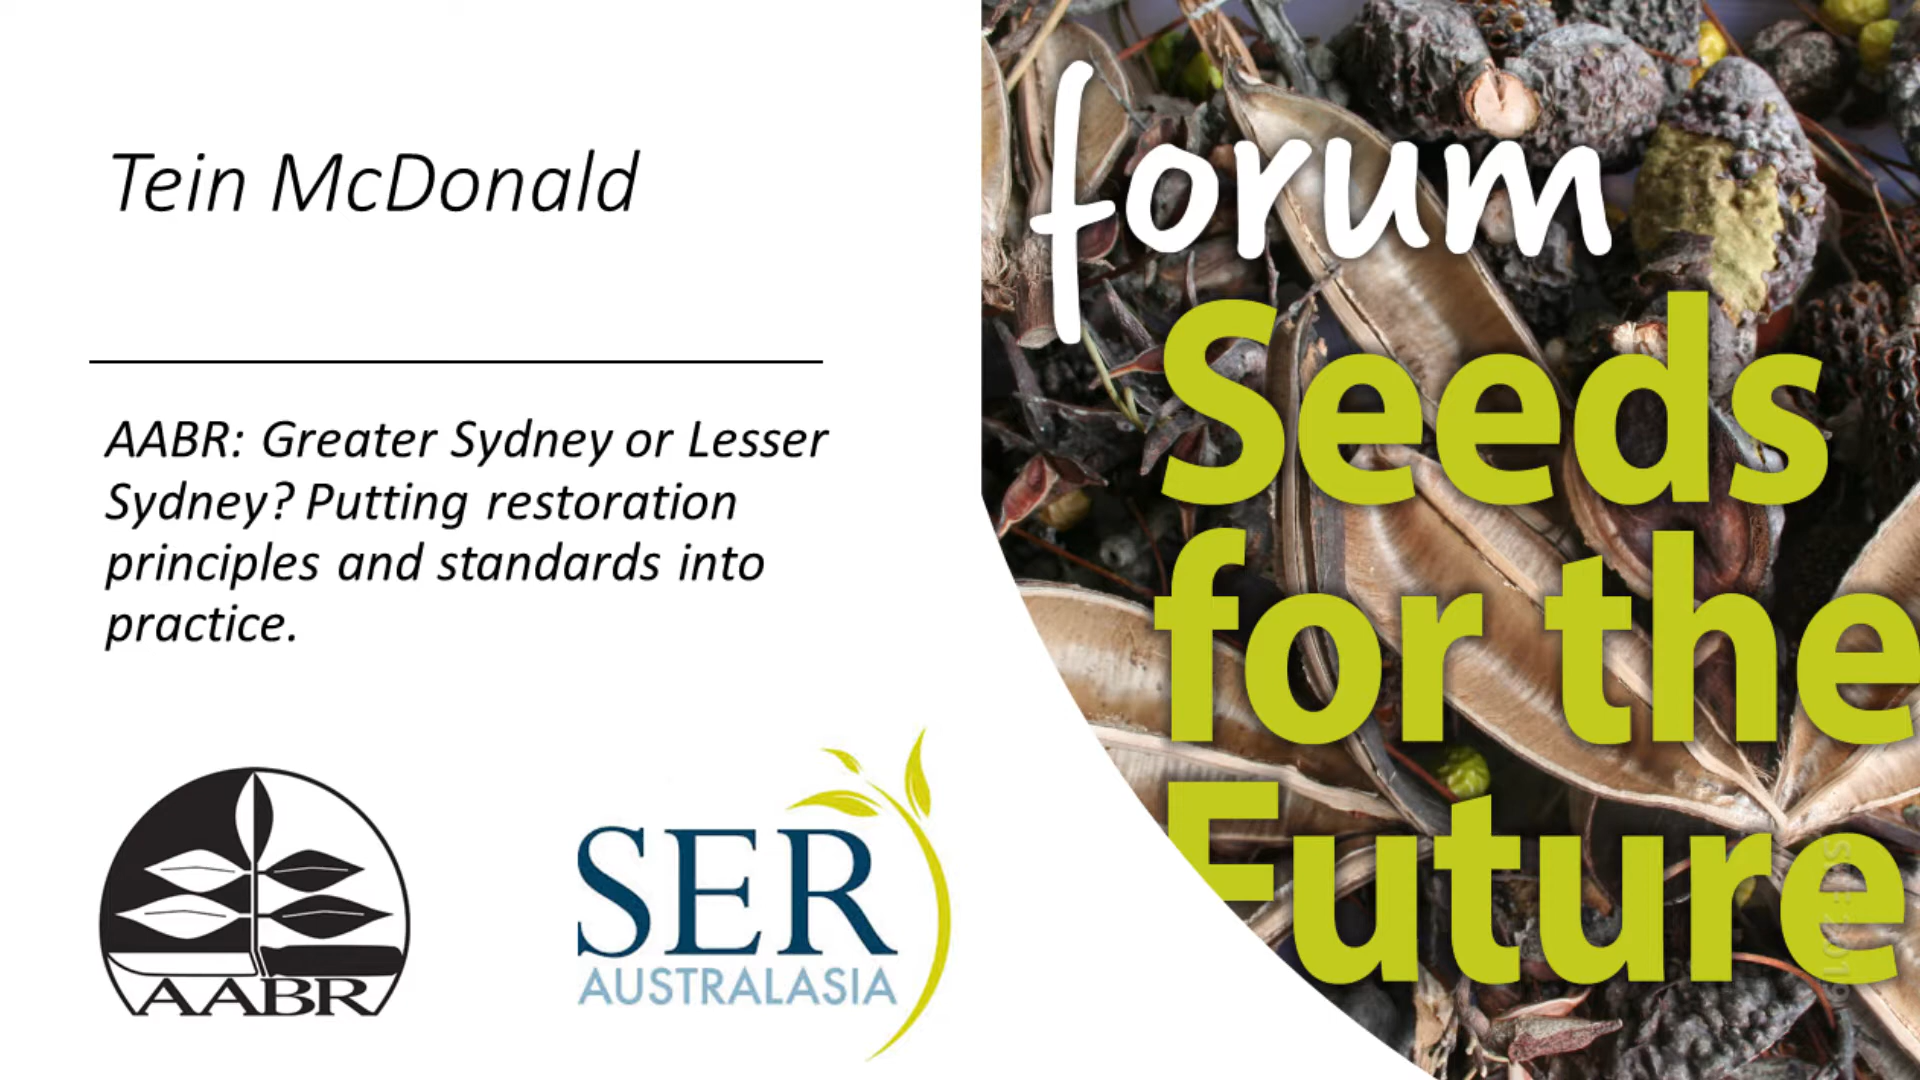 Tein McDonald
AABR: Greater Sydney or Lesser
Sydney? Putting restoration
principles and standards into
practice.
AABR
SER
AUSTRALASIA
forum
Seeds
for the
Future